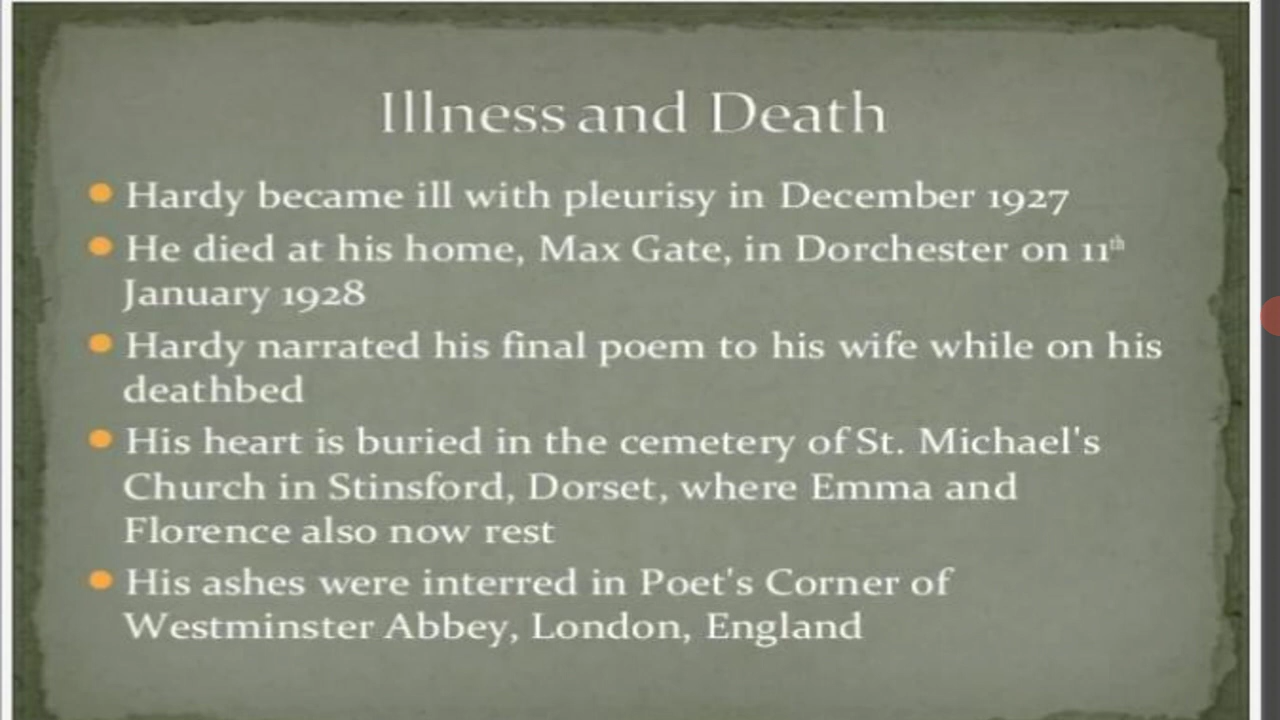 Illness and Death
Hardy became ill with pleurisy in December 1927
He died at his home, Max Gate, in Dorchester on 11th
January 1928
Hardy narrated his final poem to his wife while on his
deathbed
His heart is buried in the cemetery of St. Michael's
Church in Stinsford, Dorset, where Emma and
Florence also now rest
His ashes were interred in Poet's Corner of
Westminster Abbey, London, England